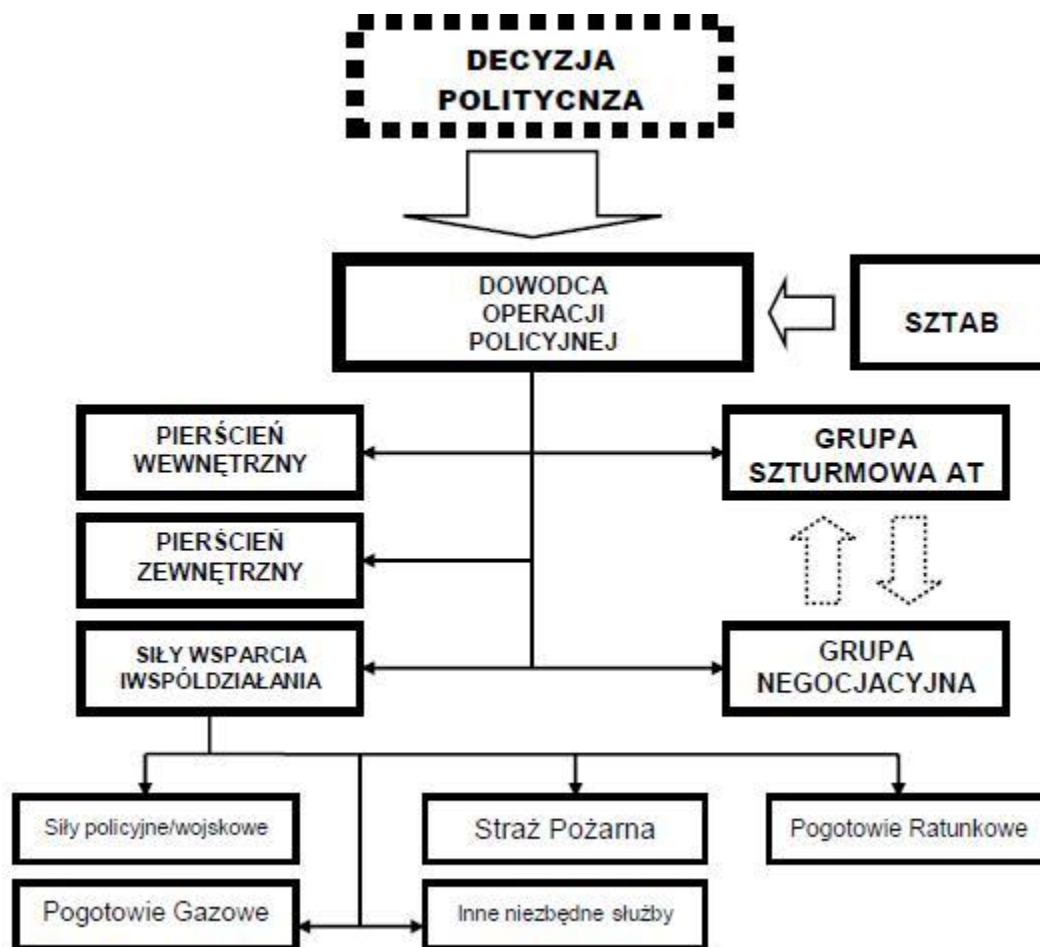 DECYZJA
POLITYCNZA
DOWODCA
OPERACJI
POLICYJNEJ
SZTAB
PIERŚCIEŃ
WEWNĘTRZNY
GRUPA
SZTURMOWA AT
PIERŚCIEŃ
ZEWNĘTRZNY
SIŁY WSPARCIA
IWSPÓLDZIAŁANIA
GRUPA
NEGOCJACYJNA
Siły policyjne/wojskowe
Straż Pożarna
Pogotowie Ratunkowe
Pogotowie Gazowe
Inne niezbędne służby